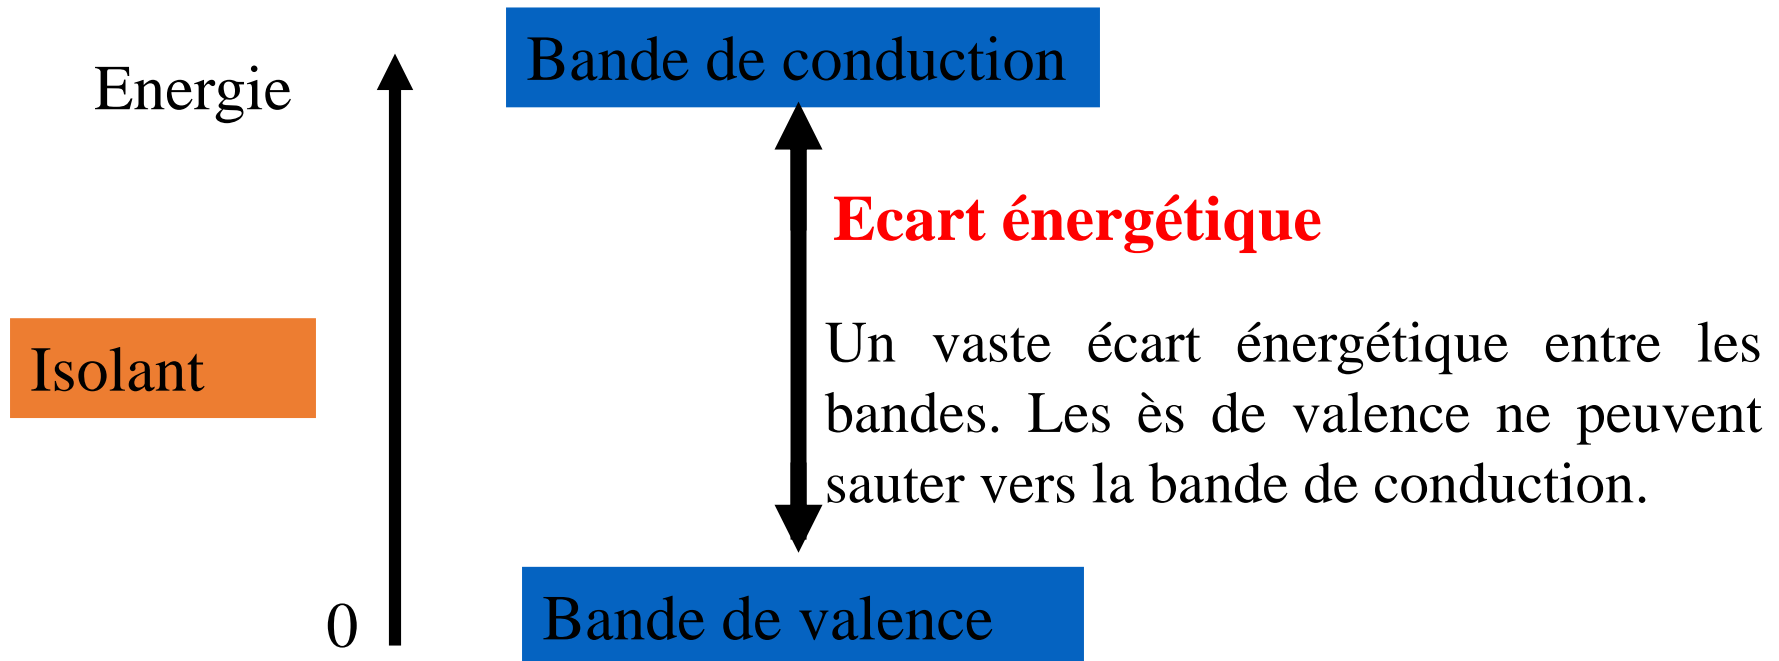 Bande de conduction
Energie
Ecart énergétique
Isolant
Un vaste écart énergétique entre les
bandes. Les ès de valence ne peuvent
sauter vers la bande de conduction.
0
Bande de valence